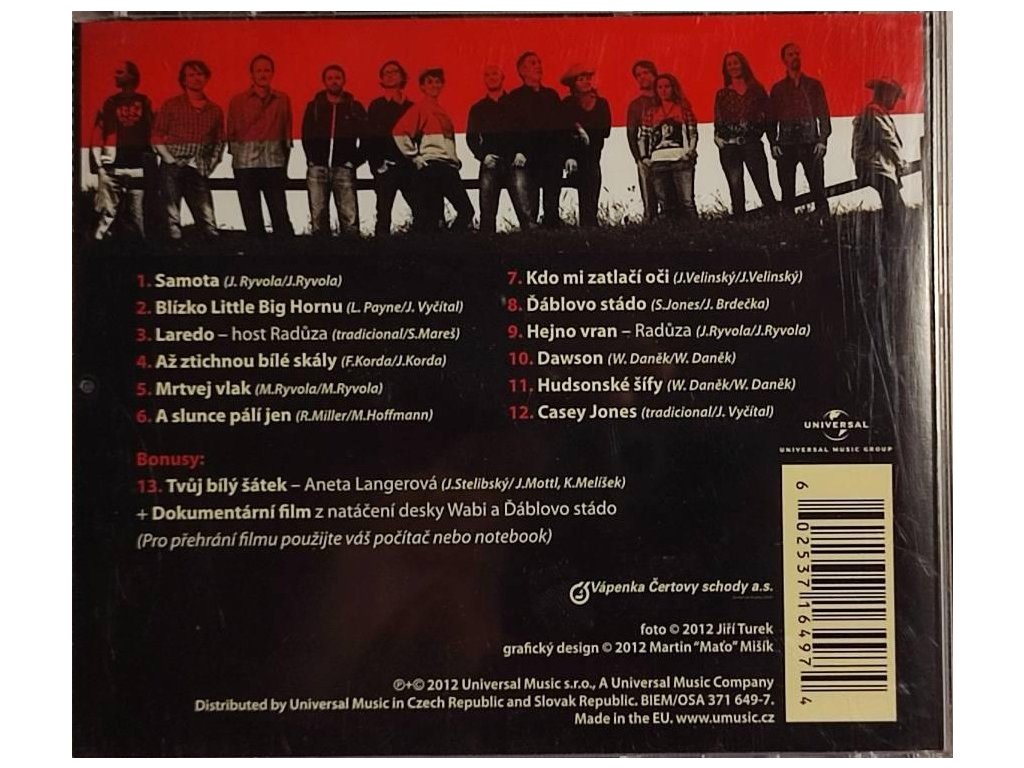 1. Samota (J. Ryvola/J.Ryvola)
2. Blízko Little Big Hornu (L. Payne/J. Vyčítal)
3. Laredo – host Radůza (tradicional/S.Mareš)
4. Až ztichnou bílé skály (F.Korda/J.Korda)
5. Mrtvej vlak (M.Ryvola/M.Ryvola)
6. A slunce pálí jen (R.Miller/M.Hoffmann)
7. Kdo mi zatlačí oči (J.Velinský/J.Velinský)
8. Ďáblovo stádo (S.Jones/J. Brdečka)
9. Hejno vran – Radůza (J.Ryvola/J.Ryvola)
10. Dawson (W. Daněk/W. Daněk)
11. Hudsonské šífy (W. Daněk/W. Daněk)
12. Casey Jones (tradicional/J. Vyčítal)
Bonusy:
13. Tvůj bílý šátek – Aneta Langerová (J.Stelibský/ J.Mottl, K.Melíšek)
+ Dokumentární film z natáčení desky Wabi a Ďáblovo stádo
(Pro přehrání filmu použijte váš počítač nebo notebook)
UNIVERSAL
UNIVERSAL MUSIC GROUP
6 02537 16497 4
Vápenka Čertovy schody a.s.
foto © 2012 Jiří Turek
grafický design © 2012 Martin "Maťo" Mišík
℗+© 2012 Universal Music s.r.o., A Universal Music Company
Distributed by Universal Music in Czech Republic and Slovak Republic. BIEM/OSA 371 649-7.
Made in the EU. www.umusic.cz